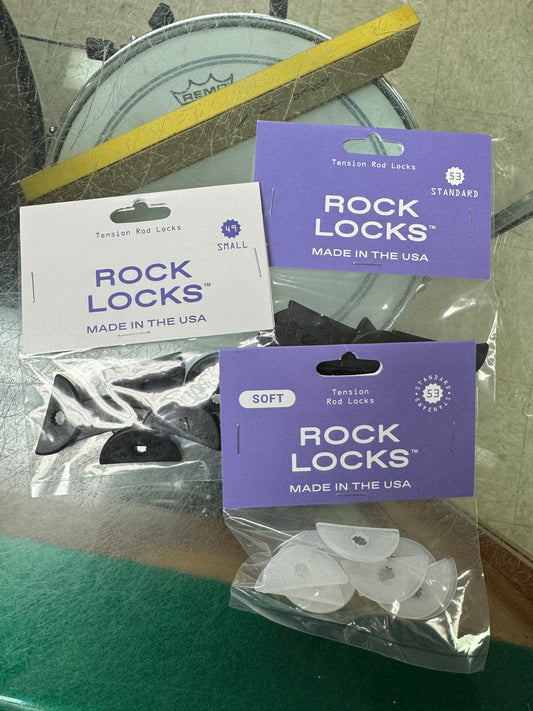 REMO
Tension Rod Locks
53
STANDARD
ROCK
LOCKS™
MADE IN THE USA
Tension Rod Locks
49
SMALL
ROCK
LOCKS™
MADE IN THE USA
SOFT
Tension
Rod Locks
STANDARD • STANDARD •
53
ROCK
LOCKS™
MADE IN THE USA